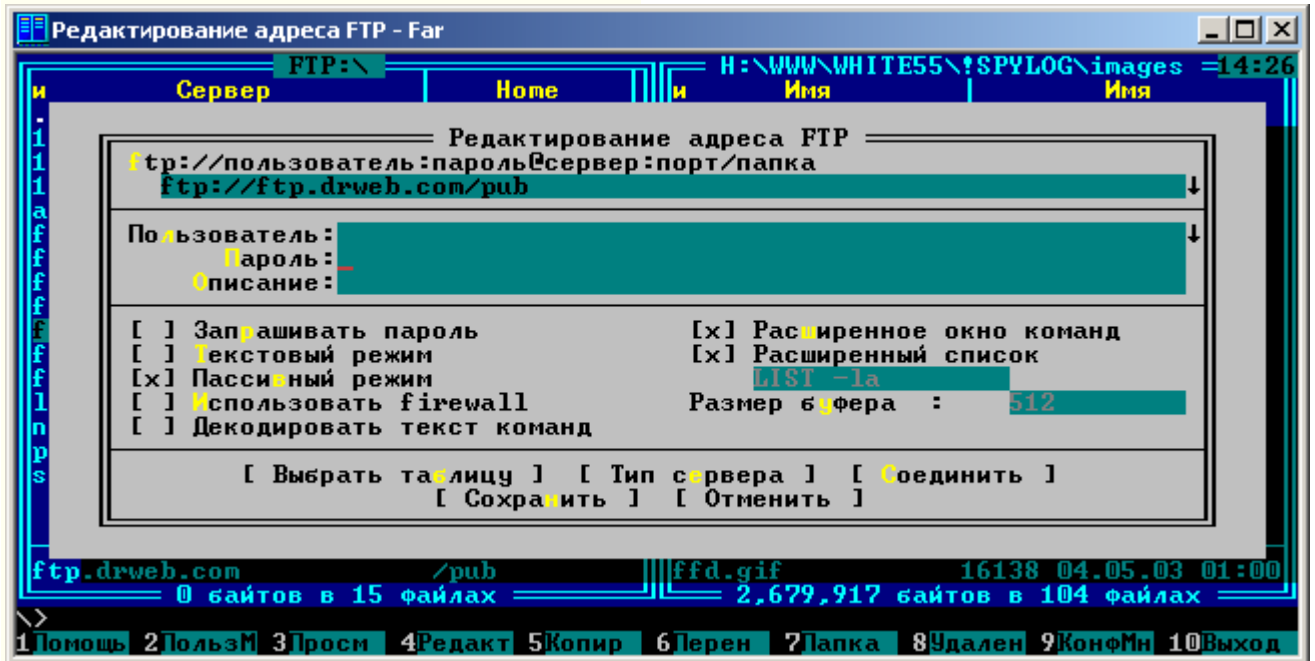 Редактирование адреса FTP - Far
FTP:\ H:\WWW\WHITE55\!SPYLOG\images 14:26
и Сервер Home и Имя Имя
Редактирование адреса FTP
ftp://пользователь:пароль@сервер:порт/папка
ftp://ftp.drweb.com/pub
Пользователь:
Пароль:
Описание:
[ ] Запрашивать пароль [x] Расширенное окно команд
[ ] Текстовый режим [x] Расширенный список
[x] Пассивный режим LIST -la
[ ] Использовать firewall Размер буфера : 512
[ ] Декодировать текст команд
[ Выбрать таблицу ] [ Тип сервера ] [ Соединить ]
[ Сохранить ] [ Отменить ]
ftp.drweb.com /pub ffd.gif 16138 04.05.03 01:00
0 байтов в 15 файлах 2,679,917 байтов в 104 файлах
\>
1Помощь 2ПользМ 3Просм 4Редакт 5Копир 6Перен 7Папка 8Удален 9КонфМн 10Выход